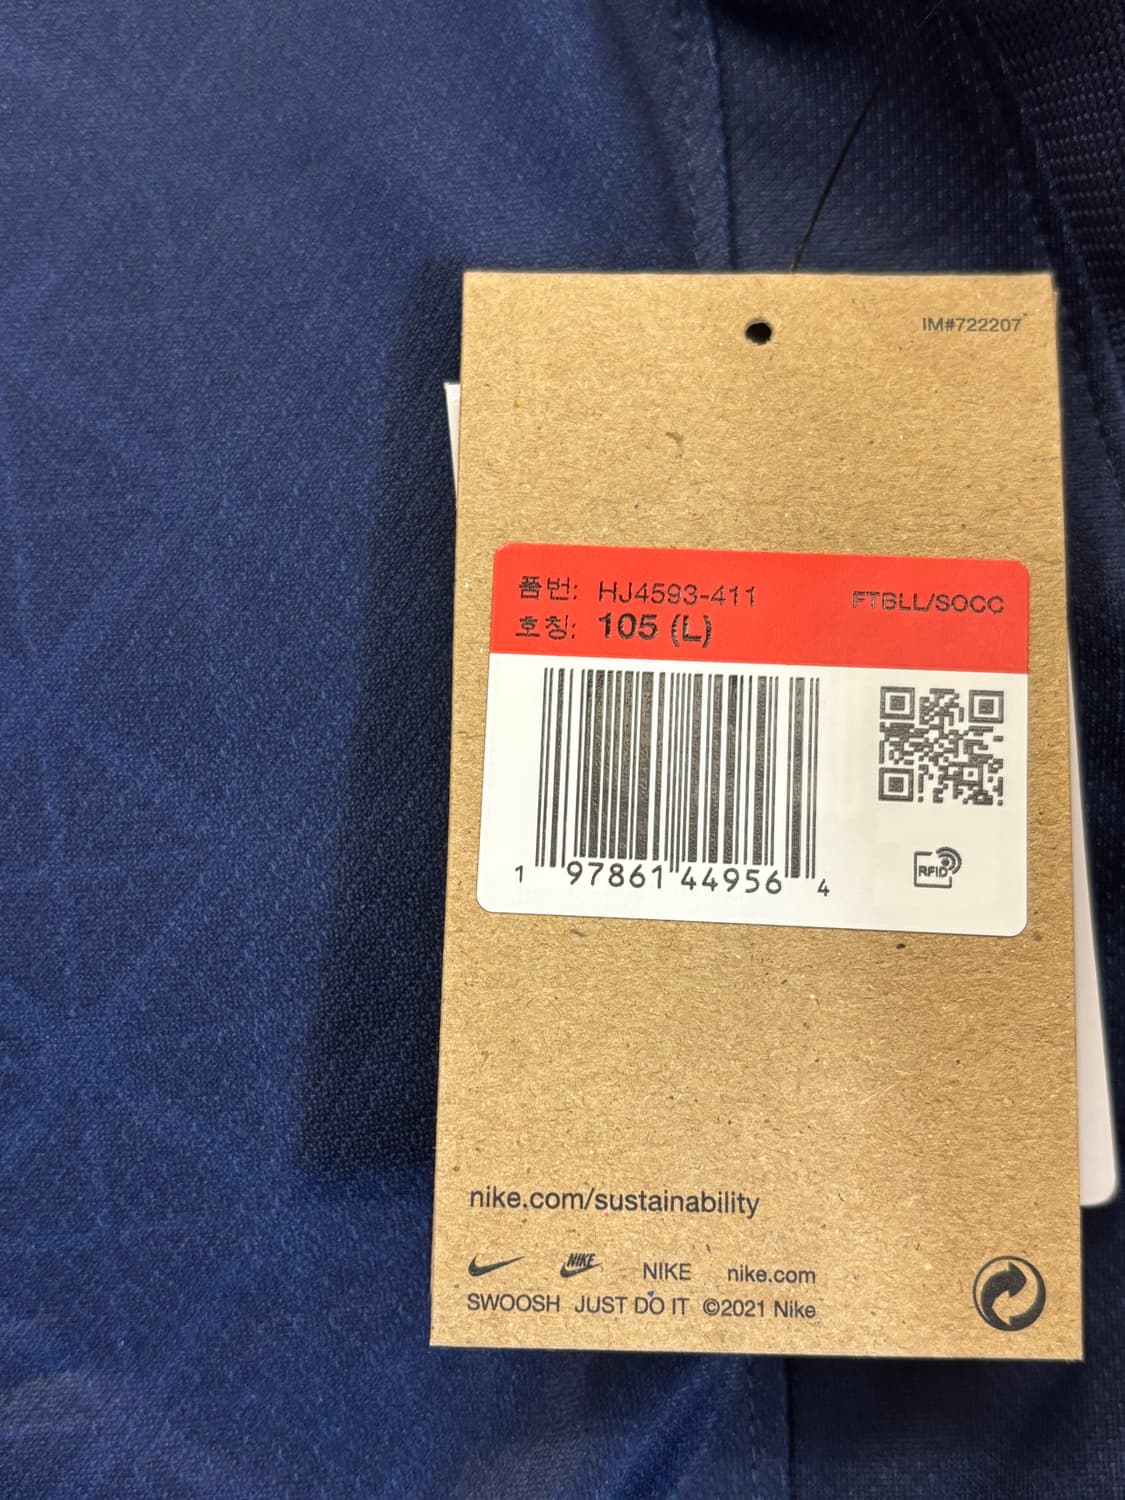 IM#722207
품번: HJ4593-411 FTBLL/SOCC
호칭: 105 (L)
1 97861 44956 4
RFID
nike.com/sustainability
NIKE NIKE nike.com
SWOOSH JUST DO IT ©2021 Nike